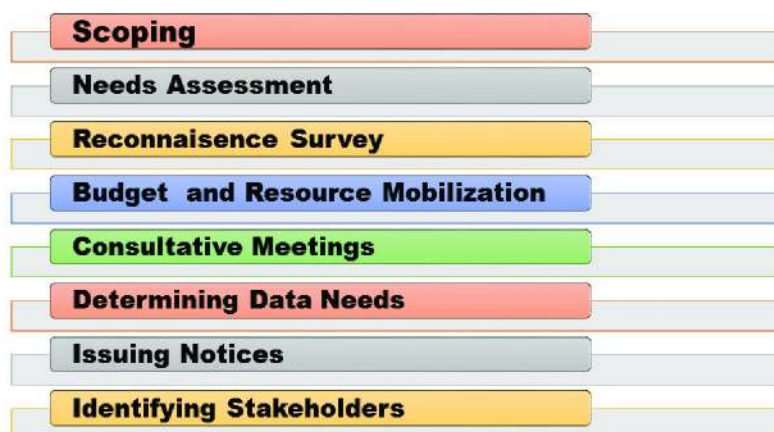 Scoping
Needs Assessment
Reconnaisence Survey
Budget and Resource Mobilization
Consultative Meetings
Determining Data Needs
Issuing Notices
Identifying Stakeholders